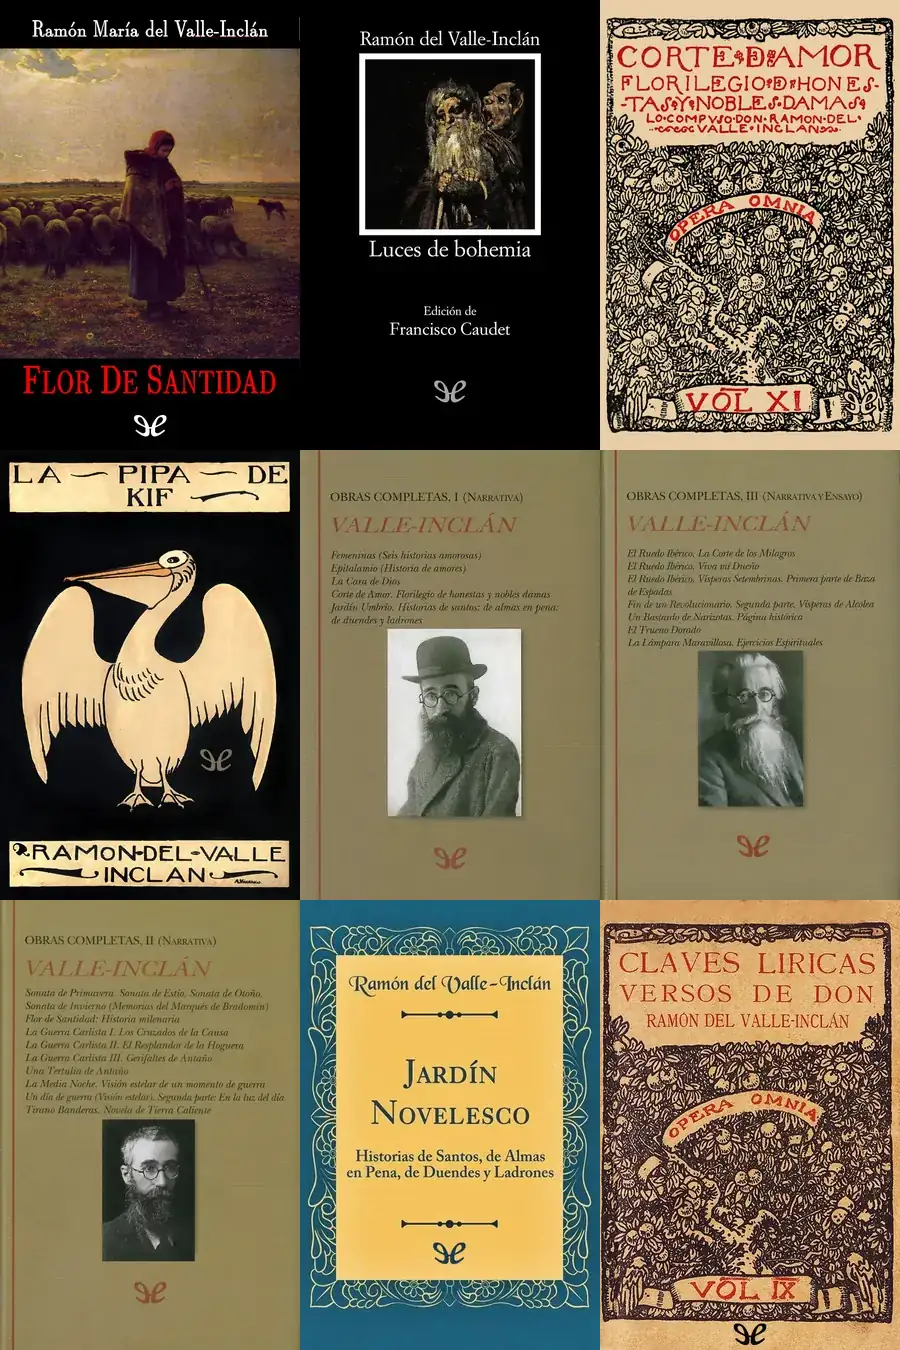 Ramón María del Valle-Inclán
FLOR DE SANTIDAD
Ramón del Valle-Inclán
Luces de bohemia
Edición de
Francisco Caudet
CORTE·DE·AMOR
FLORILEGIO·DE·HONES-
-TAS·Y·NOBLES·DAMAS
LO·COMPVSO·DON·RAMON·DEL·
VALLE·INCLAN
OPERA OMNIA
VOL XI
LA — PIPA — DE
KIF
RAMON·DEL·VALLE
INCLAN
OBRAS COMPLETAS, I (NARRATIVA)
VALLE-INCLÁN
Femeninas (Seis historias amorosas)
Epitalamio (Historia de amores)
La Cara de Dios
Corte de Amor. Florilegio de honestas y nobles damas
Jardín Umbrío. Historias de santos: de almas en pena:
de duendes y ladrones
OBRAS COMPLETAS, III (NARRATIVA Y ENSAYO)
VALLE-INCLÁN
El Ruedo Ibérico. La Corte de los Milagros
El Ruedo Ibérico. Viva mi Dueño
El Ruedo Ibérico. Vísperas Setembrinas. Primera parte de Baza
de Espadas
Fin de un Revolucionario. Segunda parte, Vísperas de Alcolea
Un Bastardo de Narizotas. Página histórica
El Trueno Dorado
La Lámpara Maravillosa. Ejercicios Espirituales
OBRAS COMPLETAS, II (NARRATIVA)
VALLE-INCLÁN
Sonata de Primavera. Sonata de Estío. Sonata de Otoño.
Sonata de Invierno (Memorias del Marqués de Bradomín)
Flor de Santidad: Historia milenaria
La Guerra Carlista I. Los Cruzados de la Causa
La Guerra Carlista II. El Resplandor de la Hoguera
La Guerra Carlista III. Gerifaltes de Antaño
Una Tertulia de Antaño
La Media Noche. Visión estelar de un momento de guerra
Un día de guerra (Visión estelar). Segunda parte: En la luz del día
Tirano Banderas. Novela de Tierra Caliente
Ramón del Valle-Inclán
JARDÍN
NOVELESCO
Historias de Santos, de Almas
en Pena, de Duendes y Ladrones
CLAVES LIRICAS
VERSOS DE DON
RAMÓN DEL VALLE-INCLÁN
OPERA OMNIA
VOL IX